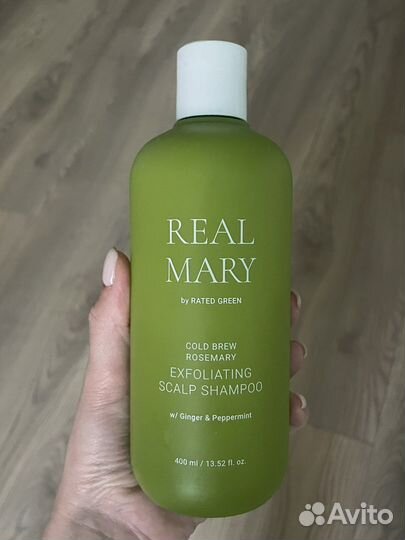 REAL
MARY
by RATED GREEN
COLD BREW
ROSEMARY
EXFOLIATING
SCALP SHAMPOO
w/ Ginger & Peppermint
400 ml / 13.52 fl. oz.
Avito